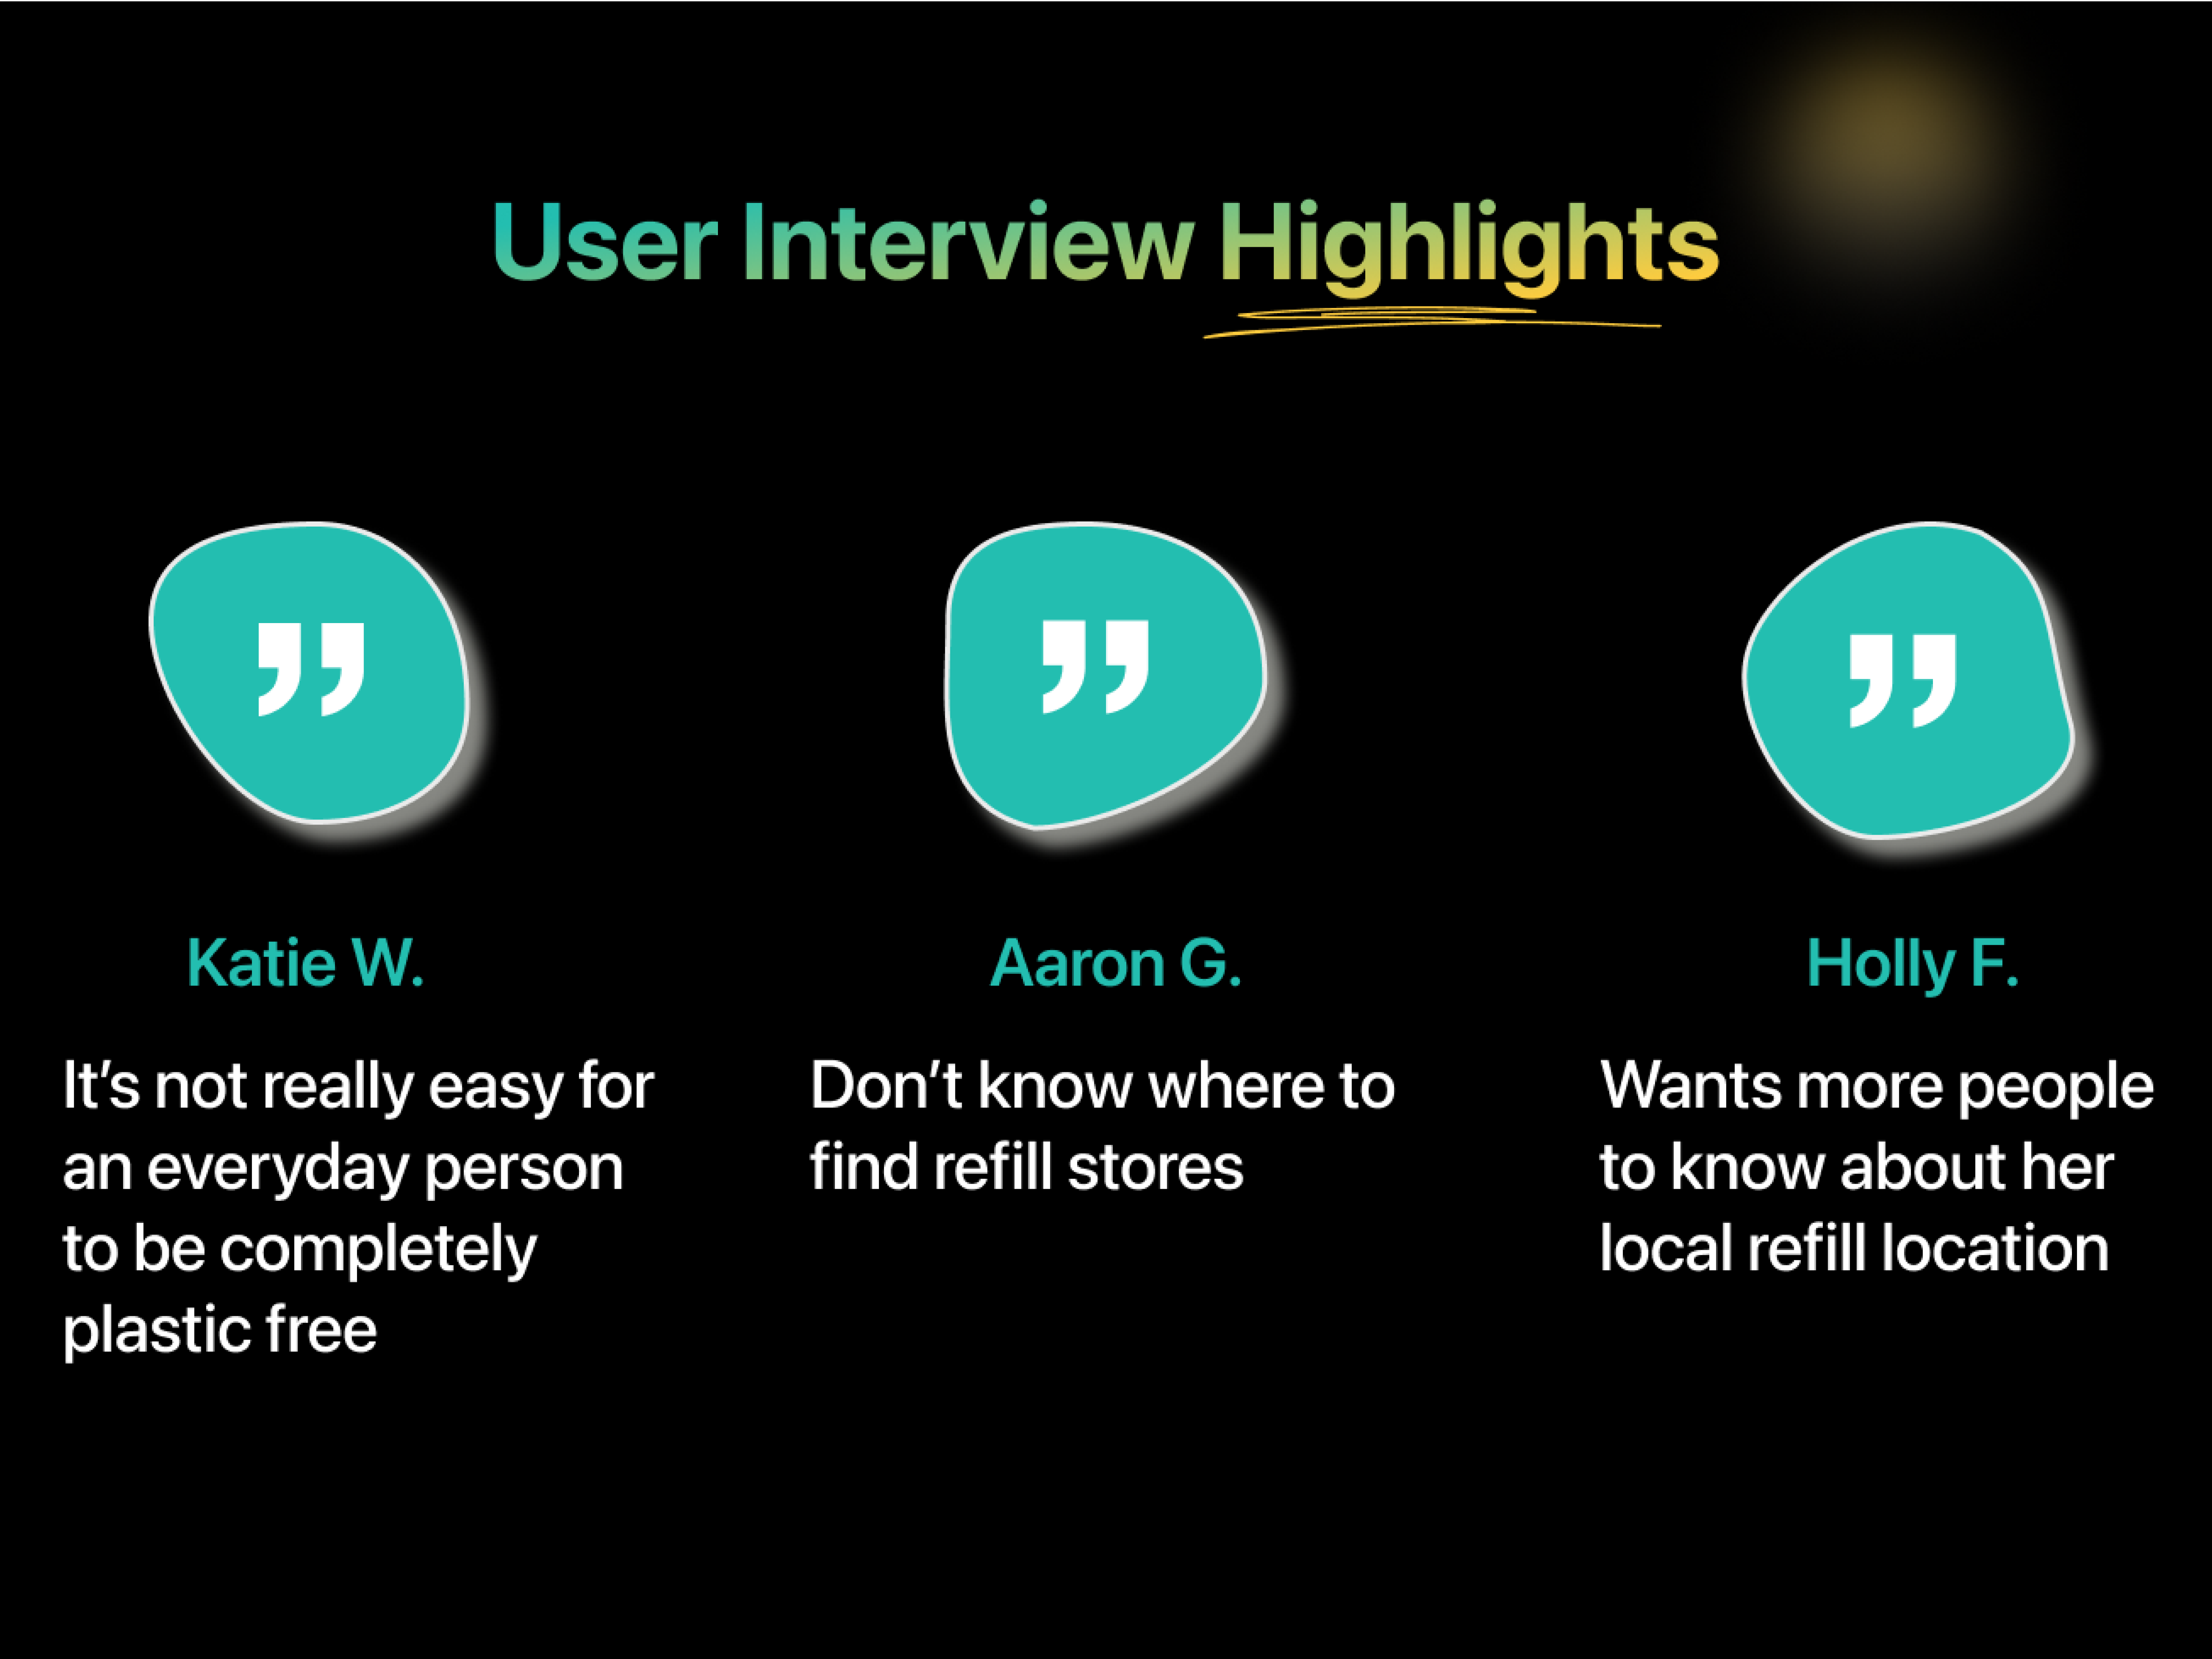 User Interview Highlights
Katie W.
It’s not really easy for
an everyday person
to be completely
plastic free
Aaron G.
Don’t know where to
find refill stores
Holly F.
Wants more people
to know about her
local refill location